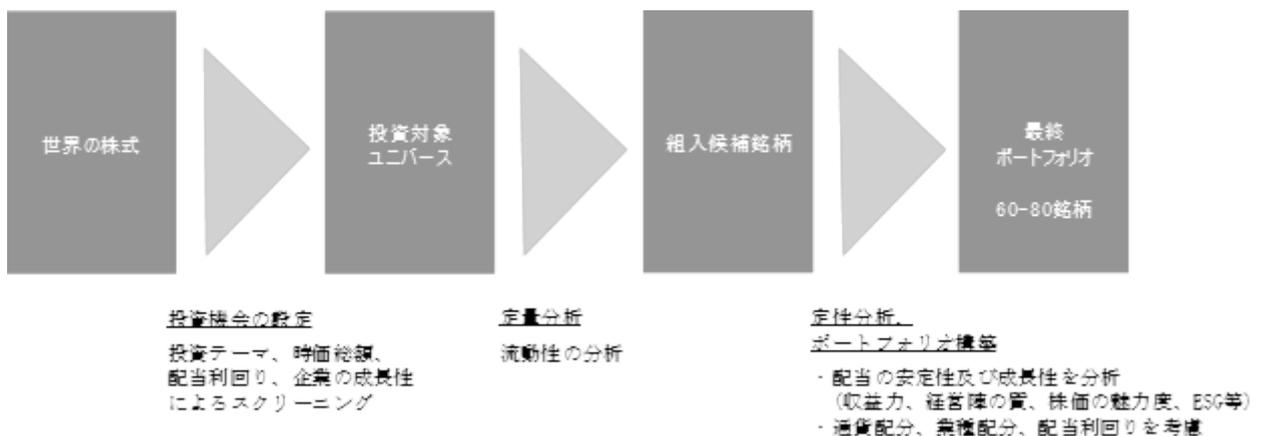 世界の株式
投資対象
ユニバース
組入候補銘柄
最終
ポートフォリオ
60-80銘柄
投資機会の設定
投資テーマ、時価総額、
配当利回り、企業の成長性
によるスクリーニング
定量分析
流動性の分析
定性分析、
ポートフォリオ構築
・配当の安定性及び成長性を分析
(収益力、経営陣の質、株価の魅力度、ESG等)
・通貨配分、業種配分、配当利回りを考慮